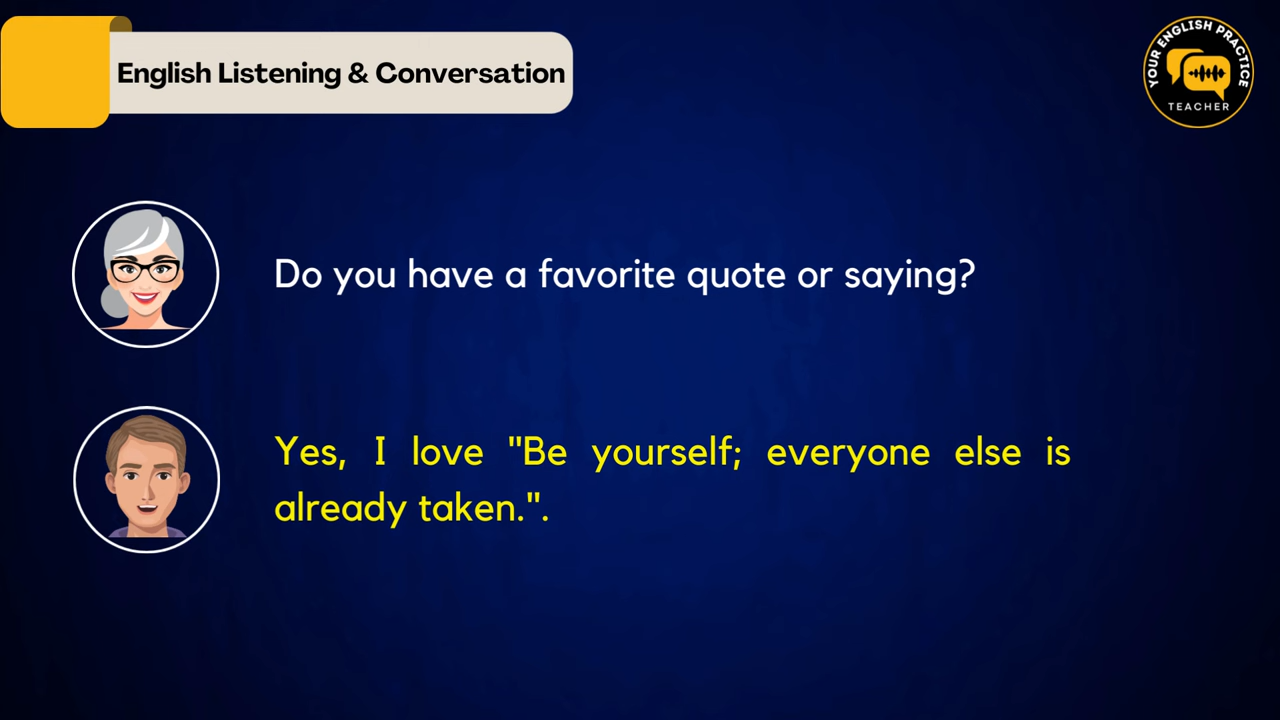 English Listening & Conversation
YOUR ENGLISH PRACTICE
TEACHER
Do you have a favorite quote or saying?
Yes, I love "Be yourself; everyone else is
already taken.".